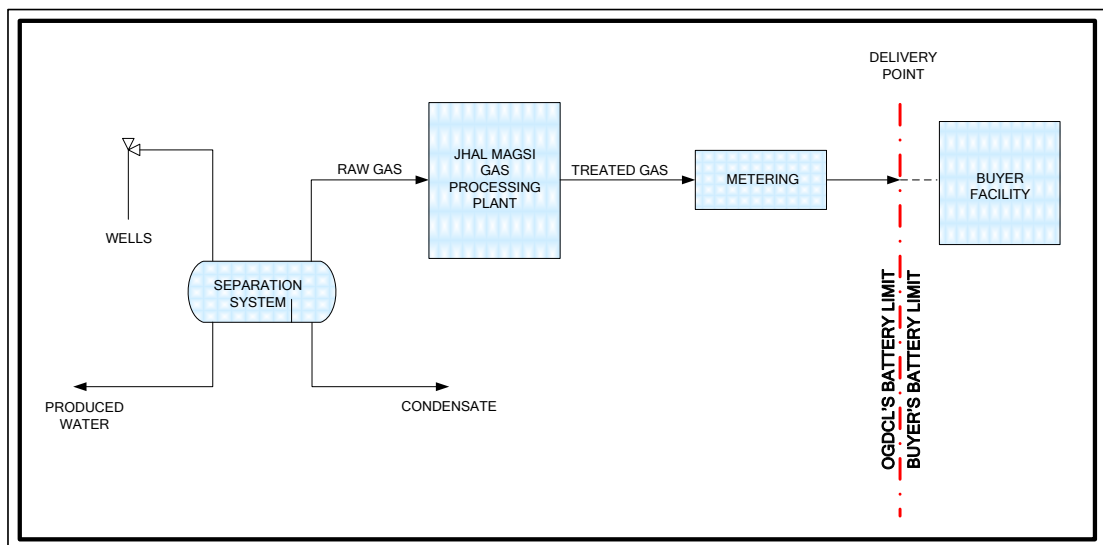 DELIVERY
POINT
WELLS
RAW GAS
JHAL MAGSI
GAS
PROCESSING
PLANT
TREATED GAS
METERING
BUYER
FACILITY
SEPARATION
SYSTEM
PRODUCED
WATER
CONDENSATE
OGDCL'S BATTERY LIMIT
BUYER'S BATTERY LIMIT